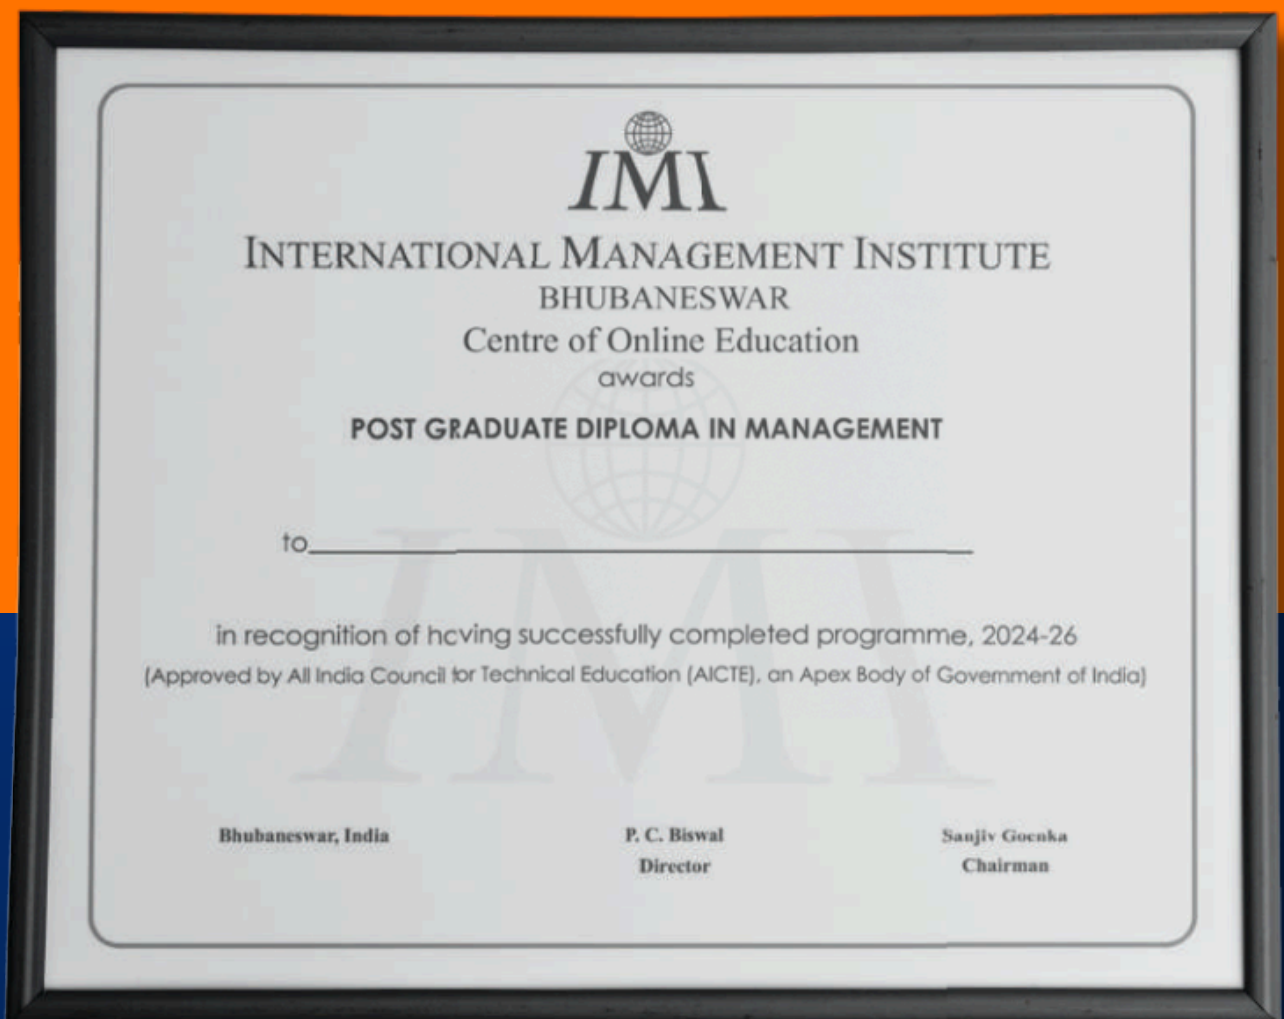 IMI
INTERNATIONAL MANAGEMENT INSTITUTE
BHUBANESWAR
Centre of Online Education
awards
POST GRADUATE DIPLOMA IN MANAGEMENT
to
in recognition of hcving successfully completed programme, 2024-26
(Approved by All India Council for Technical Education (AICTE), an Apex Body of Government of India)
IMI
Bhubaneswar, India P. C. Biswal Sanjiv Goenka
Director Chairman